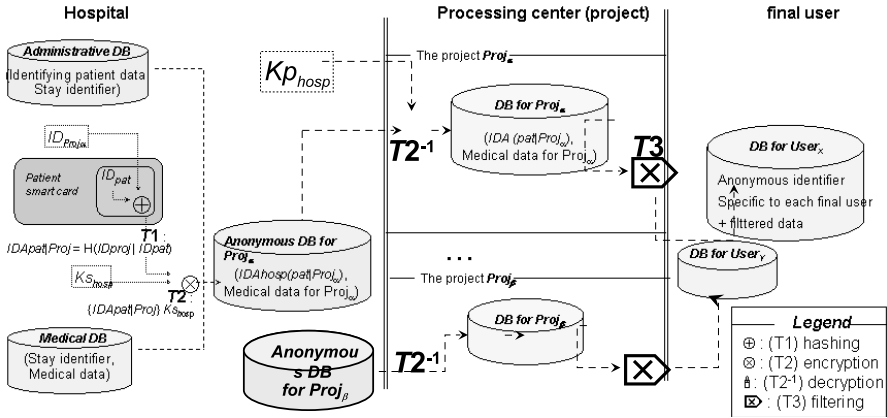 Hospital
Processing center (project)
final user
Administrative DB
(Identifying patient data
Stay identifier)
ID_Projα
Patient
smart card
ID_pat
T1 :
IDApat|Proj = H(IDproj | IDpat)
Ks_hosp
T2 :
{IDApat|Proj} Ks_hosp
Medical DB
(Stay identifier,
Medical data)
Anonymous DB for
Proj_α
(IDAhosp(pat|Proj_α),
Medical data for Proj_α)
Anonymou
s DB
for Proj_β
Kp_hosp
T2⁻¹
The project Proj_α
DB for Proj_α
(IDA (pat|Proj_α),
Medical data for Proj_α)
T3
...
The project Proj_β
DB for Proj_β
T2⁻¹
DB for User_X
Anonymous identifier
Specific to each final user
+ filttered data
DB for User_Y
Legend
⊕ : (T1) hashing
⊗ : (T2) encryption
: (T2⁻¹) decryption
: (T3) filtering